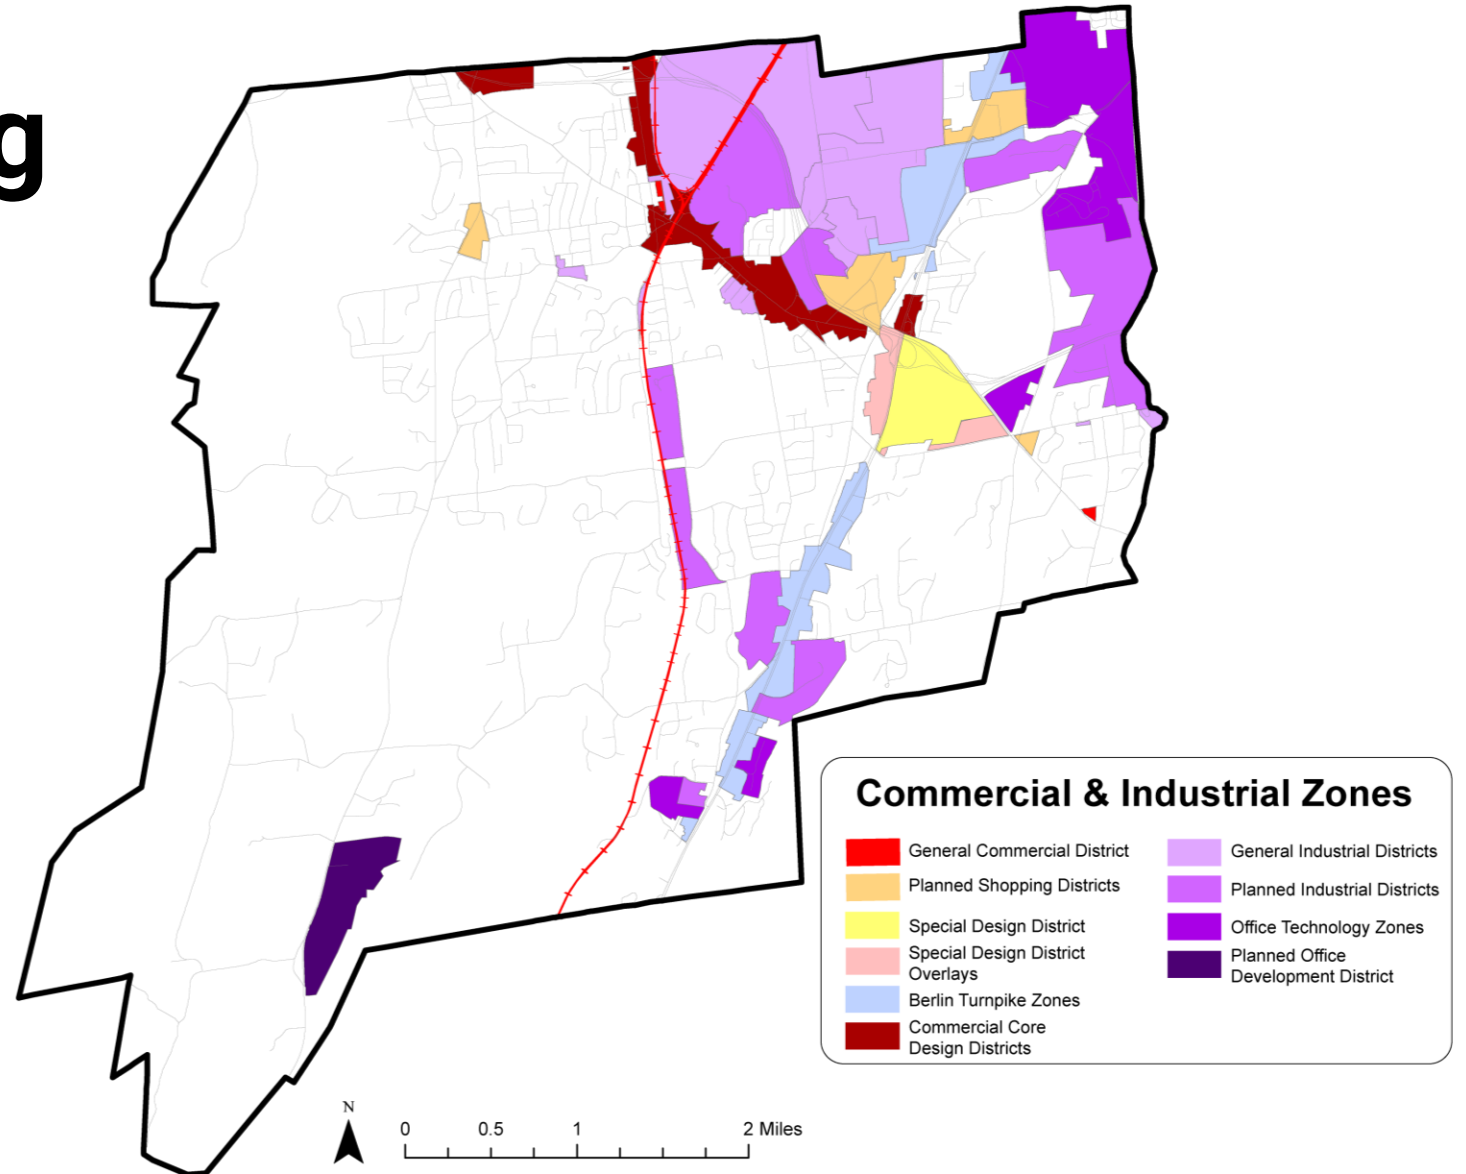 g
Commercial & Industrial Zones
General Commercial District
Planned Shopping Districts
Special Design District
Special Design District
Overlays
Berlin Turnpike Zones
Commercial Core
Design Districts
General Industrial Districts
Planned Industrial Districts
Office Technology Zones
Planned Office
Development District
N
0 0.5 1 2 Miles